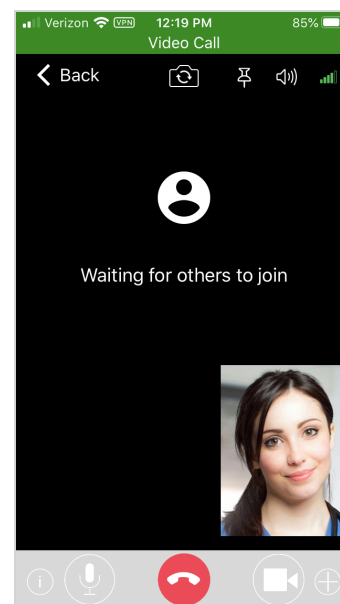 Verizon VPN 12:19 PM 85%
Video Call
Back
Waiting for others to join
i